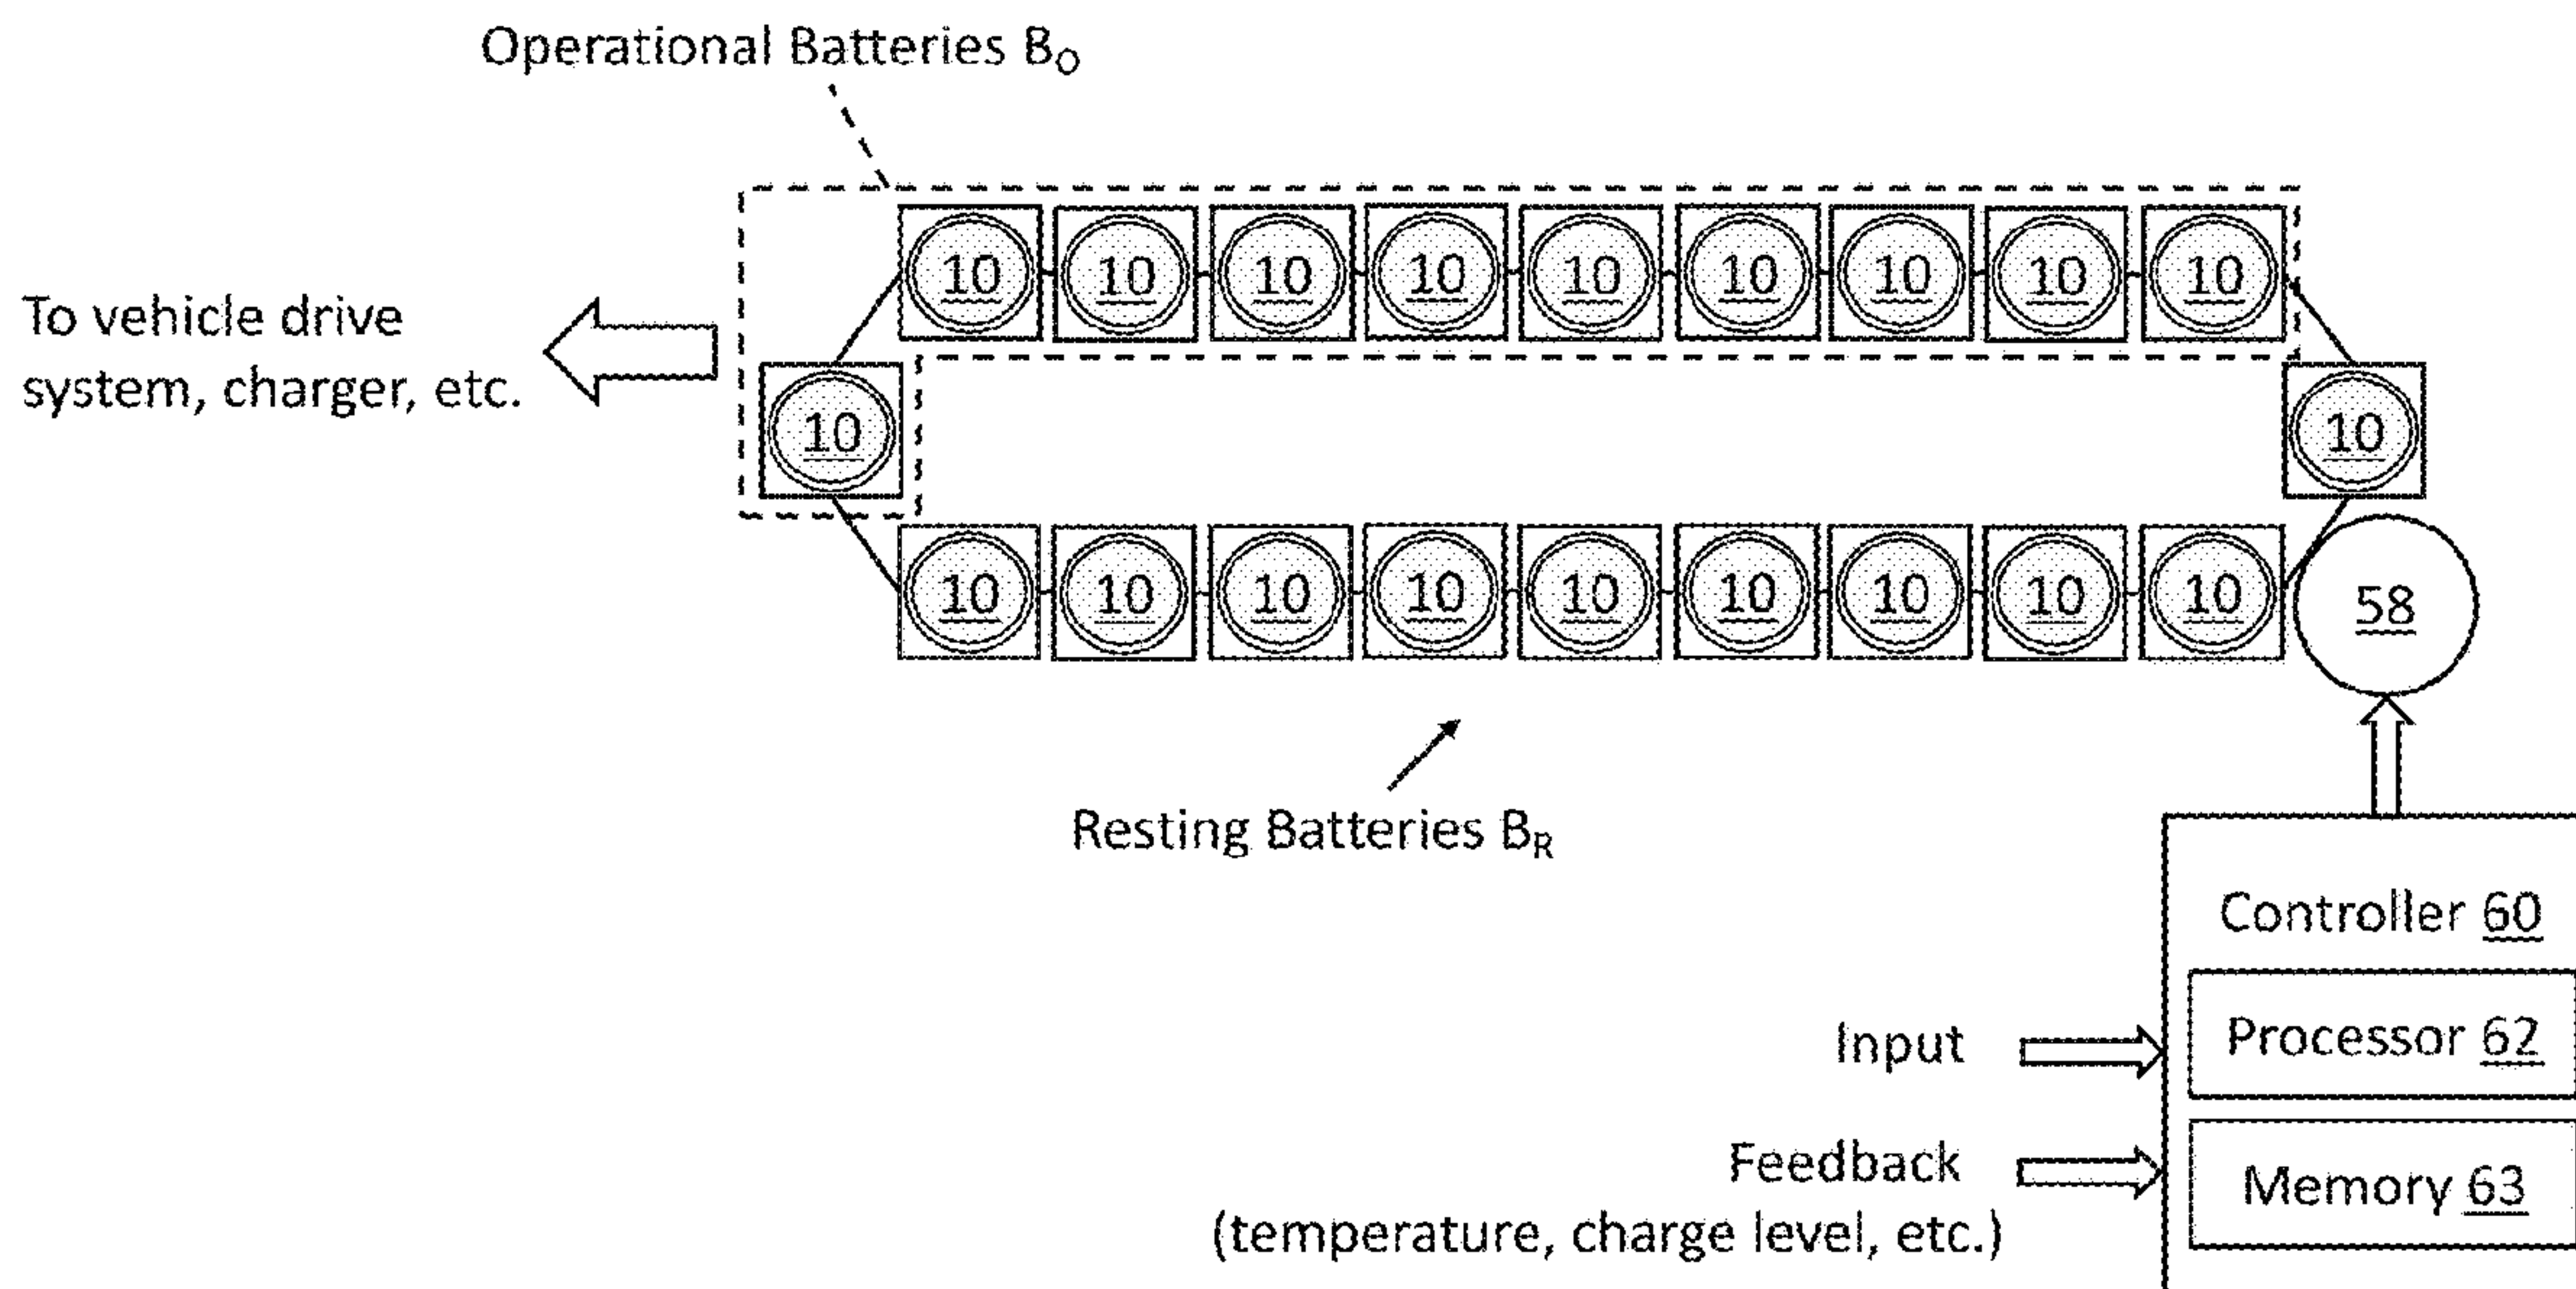 Operational Batteries BO
10 10 10 10 10 10 10 10 10
To vehicle drive
system, charger, etc.
10 10
10 10 10 10 10 10 10 10 10
58
Resting Batteries BR
Controller 60
Input
Processor 62
Feedback
(temperature, charge level, etc.)
Memory 63